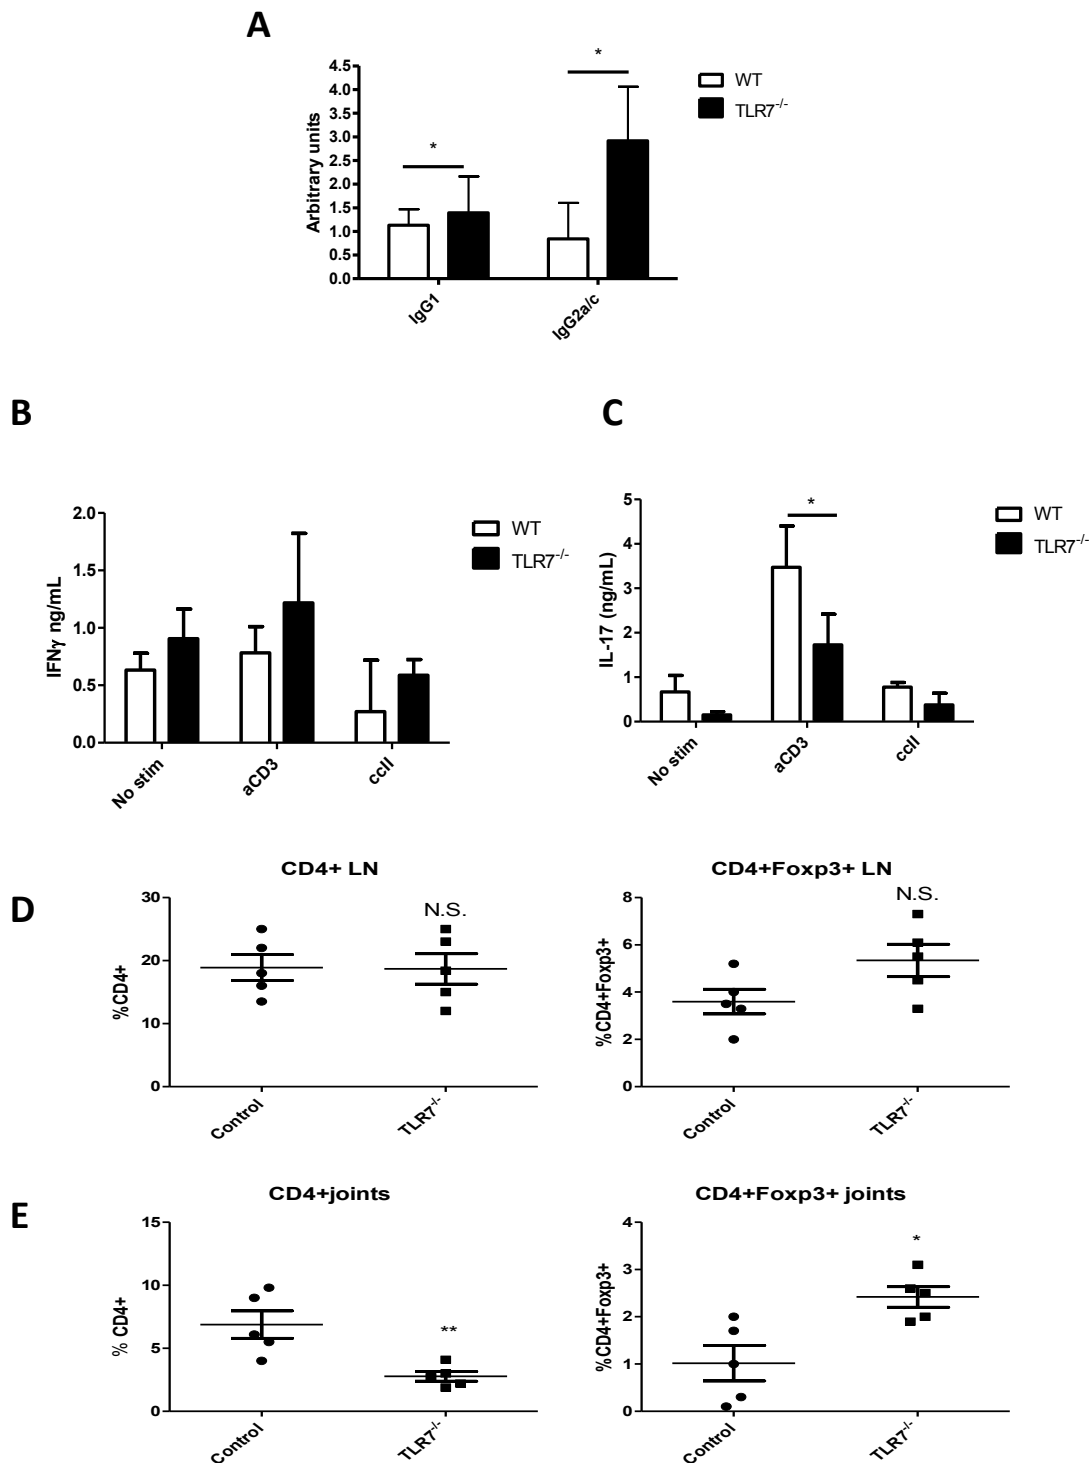 A
*
*
4.5
4.0
3.5
3.0
2.5
2.0
1.5
1.0
0.5
0.0
Arbitrary units
IgG1
IgG2a/c
WT
TLR7-/-
B
2.0
1.5
1.0
0.5
0.0
IFNγ ng/mL
No stim
aCD3
ccII
WT
TLR7-/-
C
*
5
4
3
2
1
0
IL-17 (ng/mL)
No stim
aCD3
ccII
WT
TLR7-/-
D
CD4+ LN
N.S.
30
20
10
0
%CD4+
Control
TLR7-/-
CD4+Foxp3+ LN
N.S.
8
6
4
2
0
%CD4+Foxp3+
Control
TLR7-/-
E
CD4+joints
**
15
10
5
0
% CD4+
Control
TLR7-/-
CD4+Foxp3+ joints
*
4
3
2
1
0
%CD4+Foxp3+
Control
TLR7-/-